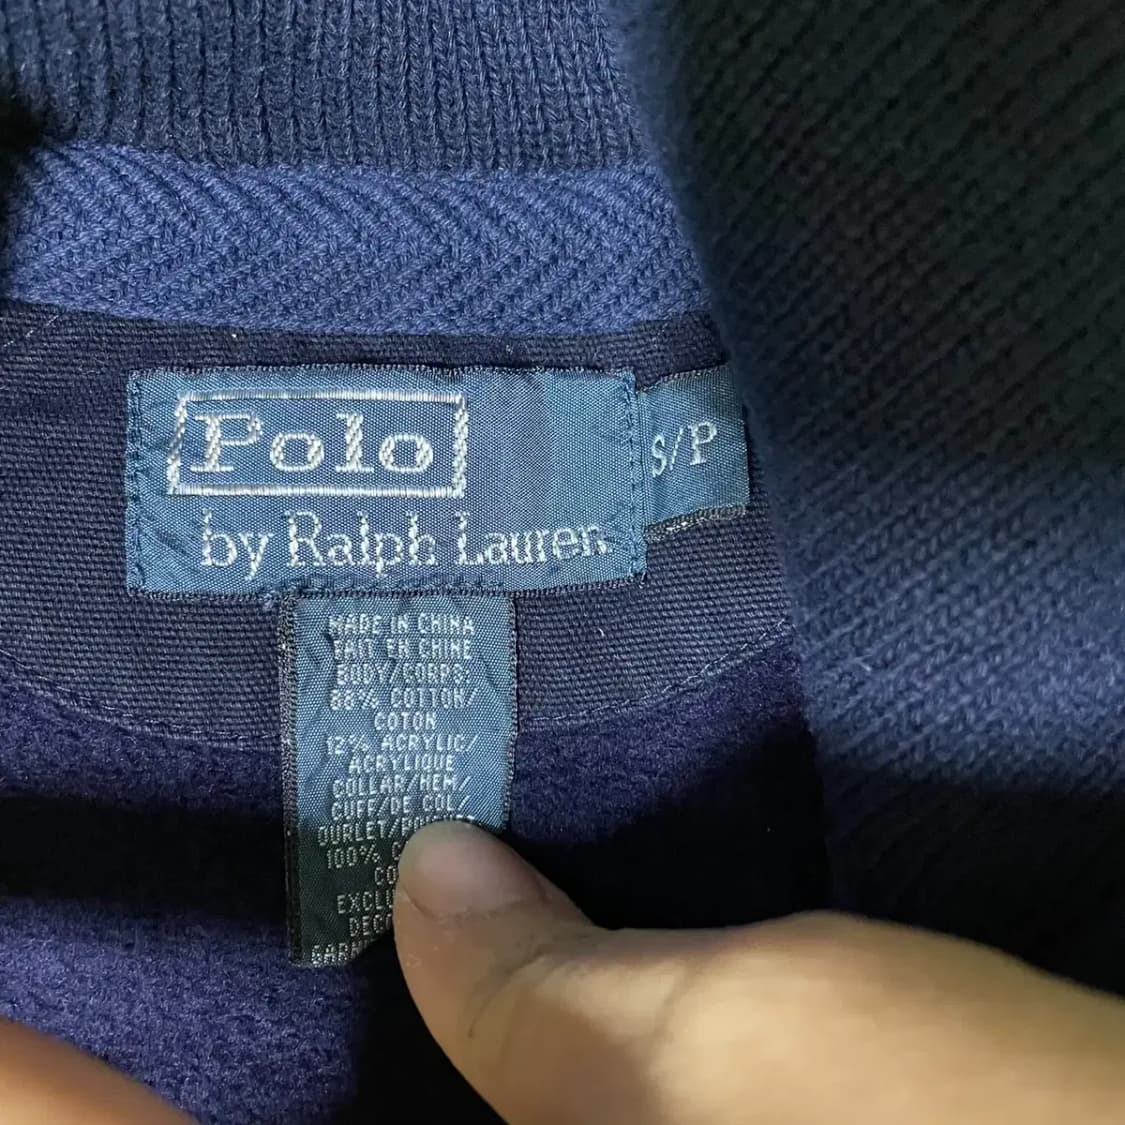 Polo
by Ralph Lauren
S/P
MADE IN CHINA
FAIT EN CHINE
BODY/CORPS:
88% COTTON/
COTON
12% ACRYLIC/
ACRYLIQUE
COLLAR/HEM/
CUFF/DE COL/
OURLET/
100%